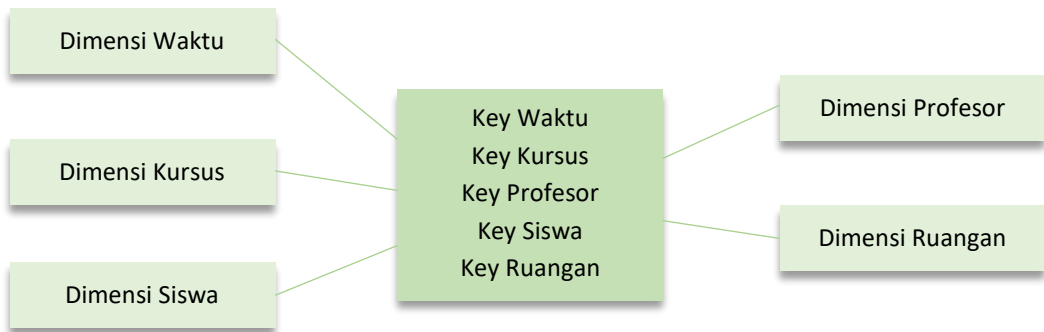 Dimensi Waktu
Dimensi Kursus
Dimensi Siswa
Key Waktu
Key Kursus
Key Profesor
Key Siswa
Key Ruangan
Dimensi Profesor
Dimensi Ruangan